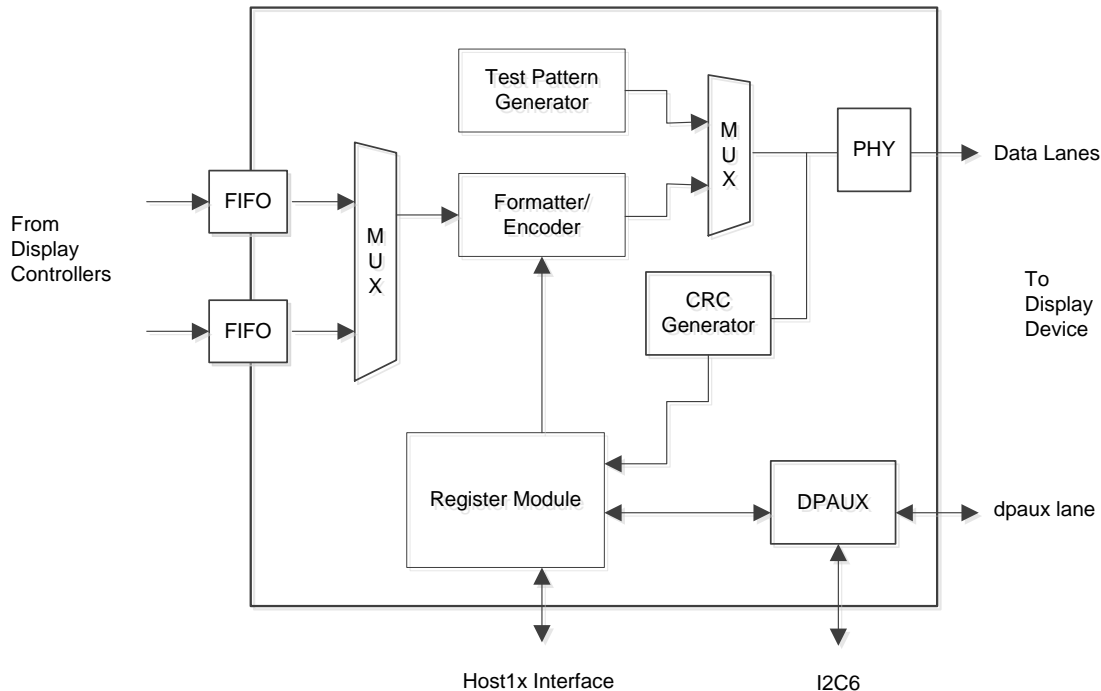 Test Pattern
Generator
M
U
X
PHY
Data Lanes
FIFO
Formatter/
Encoder
From
Display
Controllers
M
U
X
FIFO
CRC
Generator
To
Display
Device
Register Module
DPAUX
dpaux lane
Host1x Interface
I2C6